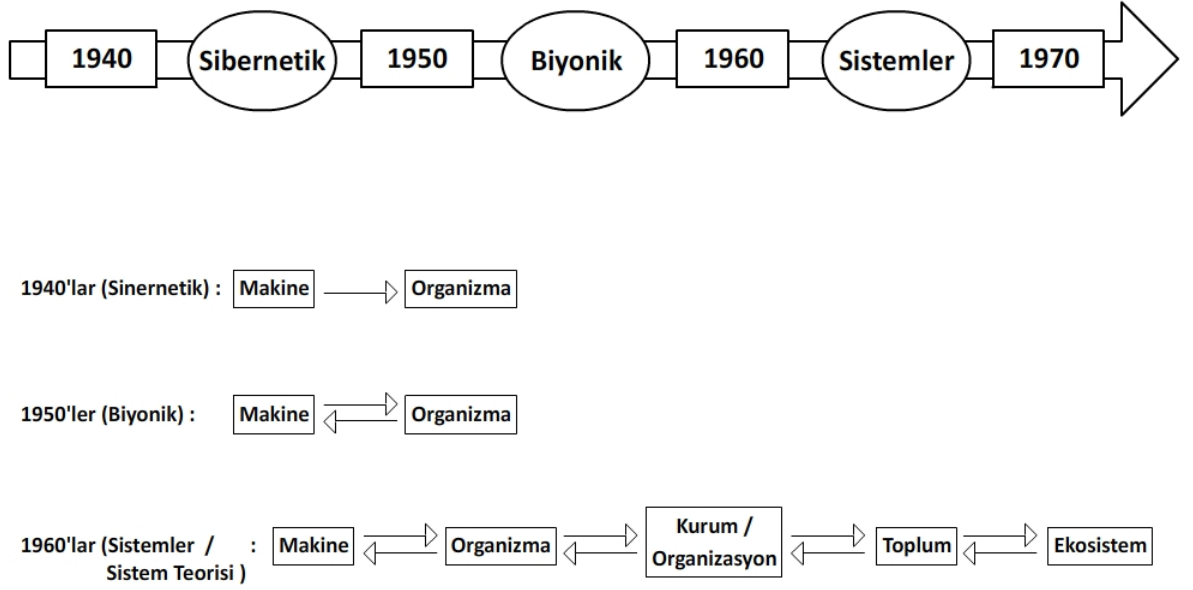 1940 Sibernetik 1950 Biyonik 1960 Sistemler 1970
1940'lar (Sinernetik) : Makine Organizma
1950'ler (Biyonik) : Makine Organizma
Kurum /
1960'lar (Sistemler / : Makine Organizma Organizasyon Toplum Ekosistem
Sistem Teorisi )